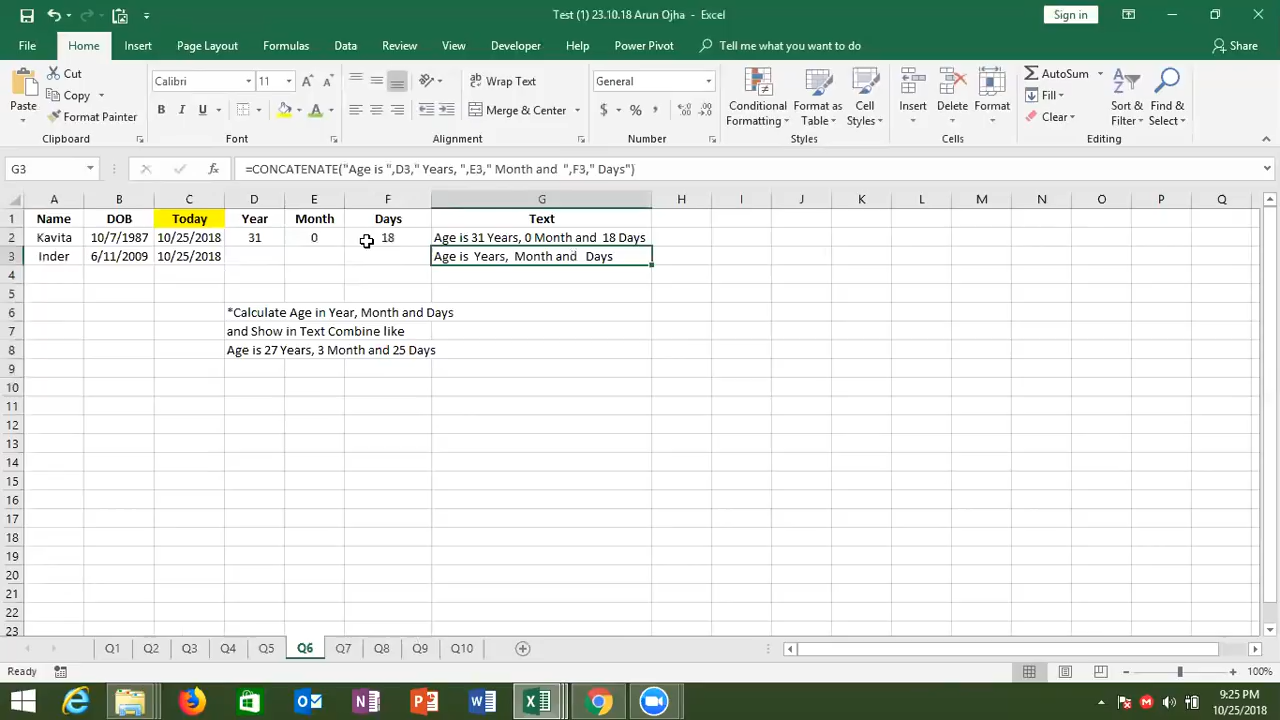 Test (1) 23.10.18 Arun Ojha - Excel
Sign in
File Home Insert Page Layout Formulas Data Review View Developer Help Power Pivot Tell me what you want to do Share
Paste
Cut
Copy
Format Painter
Clipboard
Calibri 11
B I U
Font
Wrap Text
Merge & Center
Alignment
General
$ % ,
Number
Conditional Formatting
Format as Table
Cell Styles
Styles
Insert Delete Format
Cells
AutoSum
Fill
Clear
Sort & Filter
Find & Select
Editing
G3 fx =CONCATENATE("Age is ",D3," Years, ",E3," Month and  ",F3," Days")
A B C D E F G H I J K L M N O P Q
1 Name DOB Today Year Month Days Text
2 Kavita 10/7/1987 10/25/2018 31 0 18 Age is 31 Years, 0 Month and  18 Days
3 Inder 6/11/2009 10/25/2018 Age is  Years,  Month and   Days
4
5
6 *Calculate Age in Year, Month and Days
7 and Show in Text Combine like
8 Age is 27 Years, 3 Month and 25 Days
9
10
11
12
13
14
15
16
17
18
19
20
21
22
23
Q1 Q2 Q3 Q4 Q5 Q6 Q7 Q8 Q9 Q10
Ready
100%
9:25 PM
10/25/2018